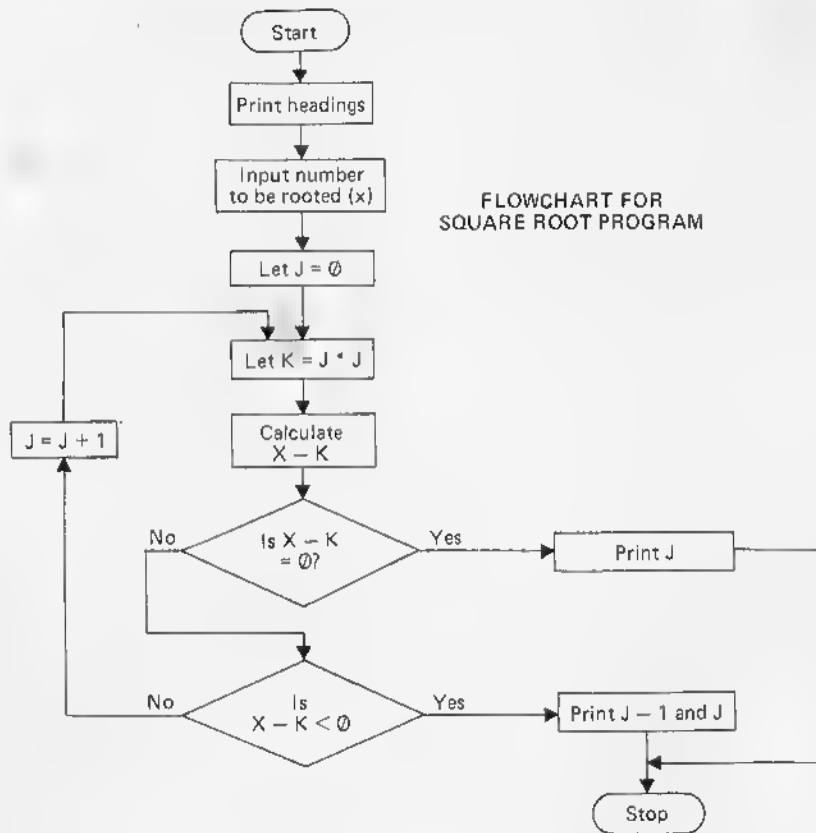 Start
Print headings
Input number
to be rooted (x)
FLOWCHART FOR
SQUARE ROOT PROGRAM
Let J = Ø
Let K = J * J
J = J + 1
Calculate
X – K
No
Is X – K
= Ø?
Yes
Print J
No
Is
X – K < Ø
Yes
Print J – 1 and J
Stop